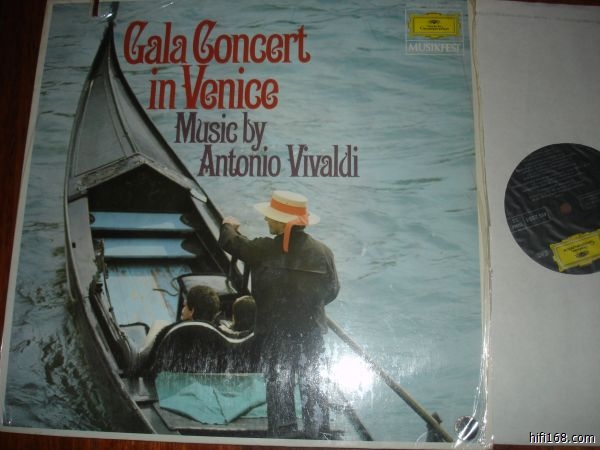 Gala Concert
in Venice
Music by
Antonio Vivaldi
MUSIKFEST
hifi168.com